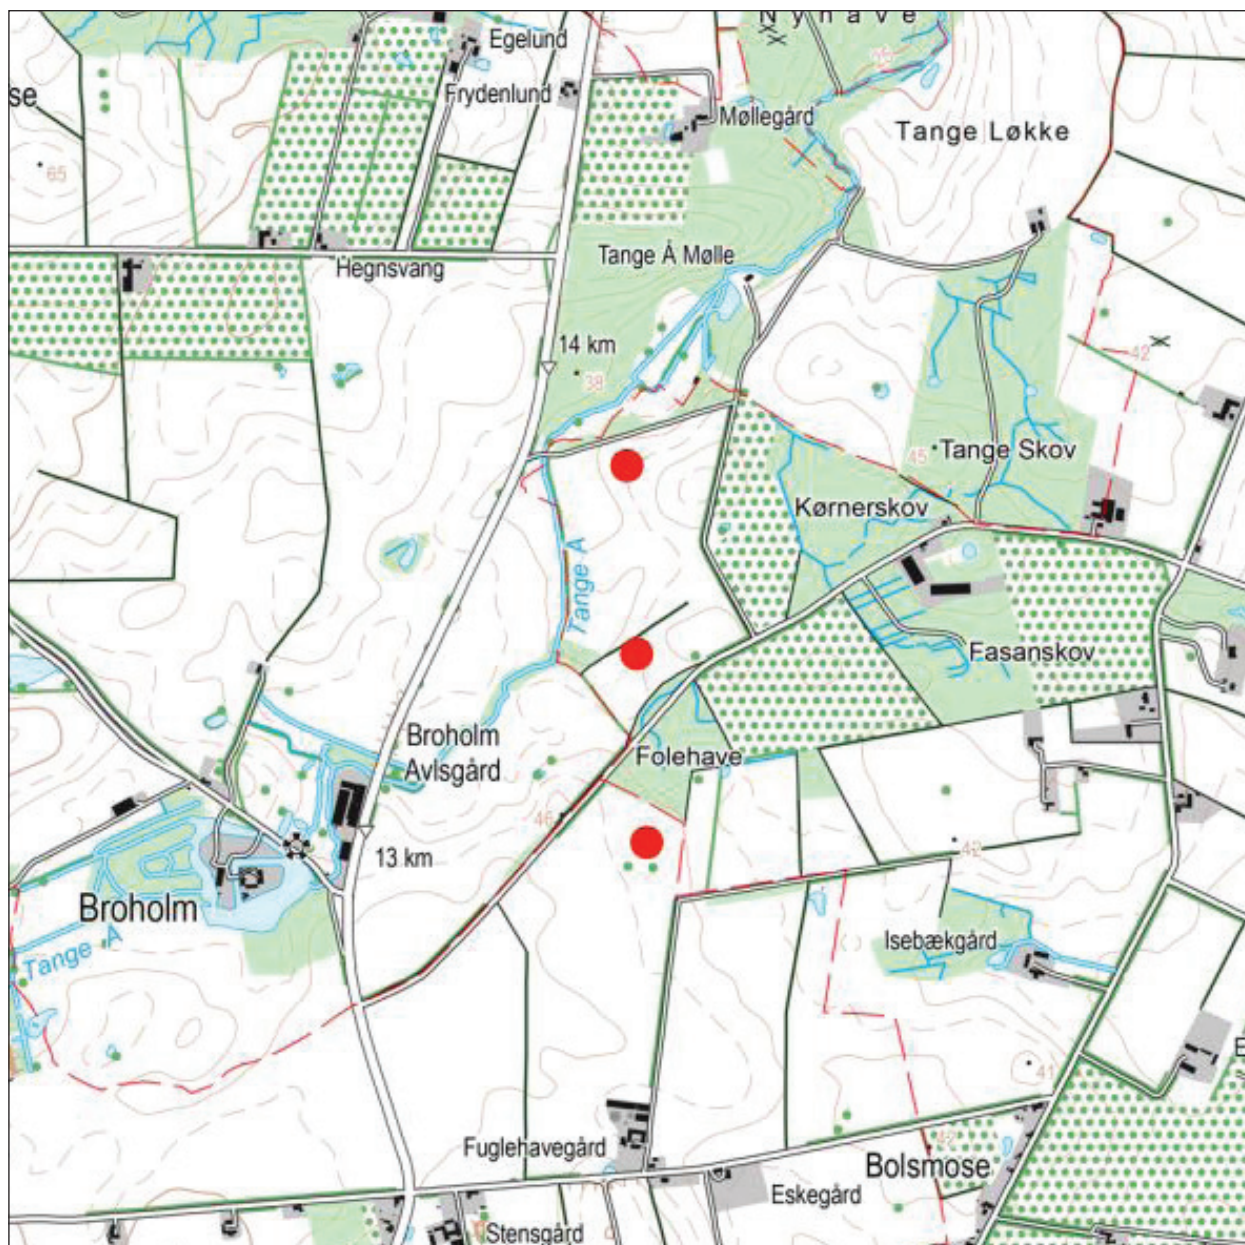 Nyhave
Egelund
se
Frydenlund
Møllegård
Tange Løkke
65
Tange Å Mølle
Hegnsvang
14 km
42
38
45
Tange Skov
Kørnerskov
Tange Å
Fasanskov
Broholm
Avlsgård
Folehave
46
42
13 km
Broholm
Isebækgård
Tange Å
41
Fuglehavegård
42
Bolsmose
Eskegård
Stensgård